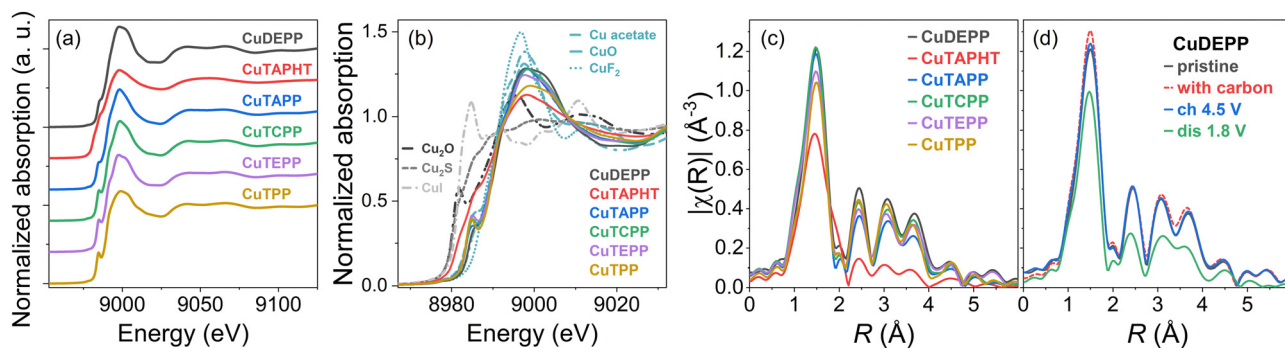 (a)
CuDEPP
CuTAPHT
CuTAPP
CuTCPP
CuTEPP
CuTPP
Normalized absorption (a. u.)
9000 9050 9100
Energy (eV)
(b)
Cu acetate
CuO
CuF₂
Cu₂O
Cu₂S
CuI
CuDEPP
CuTAPHT
CuTAPP
CuTCPP
CuTEPP
CuTPP
Normalized absorption
1.5
1.0
0.5
0.0
8980 9000 9020
Energy (eV)
(c)
CuDEPP
CuTAPHT
CuTAPP
CuTCPP
CuTEPP
CuTPP
|χ(R)| (Å⁻³)
1.2
1.0
0.8
0.6
0.4
0.2
0.0
0 1 2 3 4 5
R (Å)
(d)
CuDEPP
pristine
with carbon
ch 4.5 V
dis 1.8 V
0 1 2 3 4 5
R (Å)